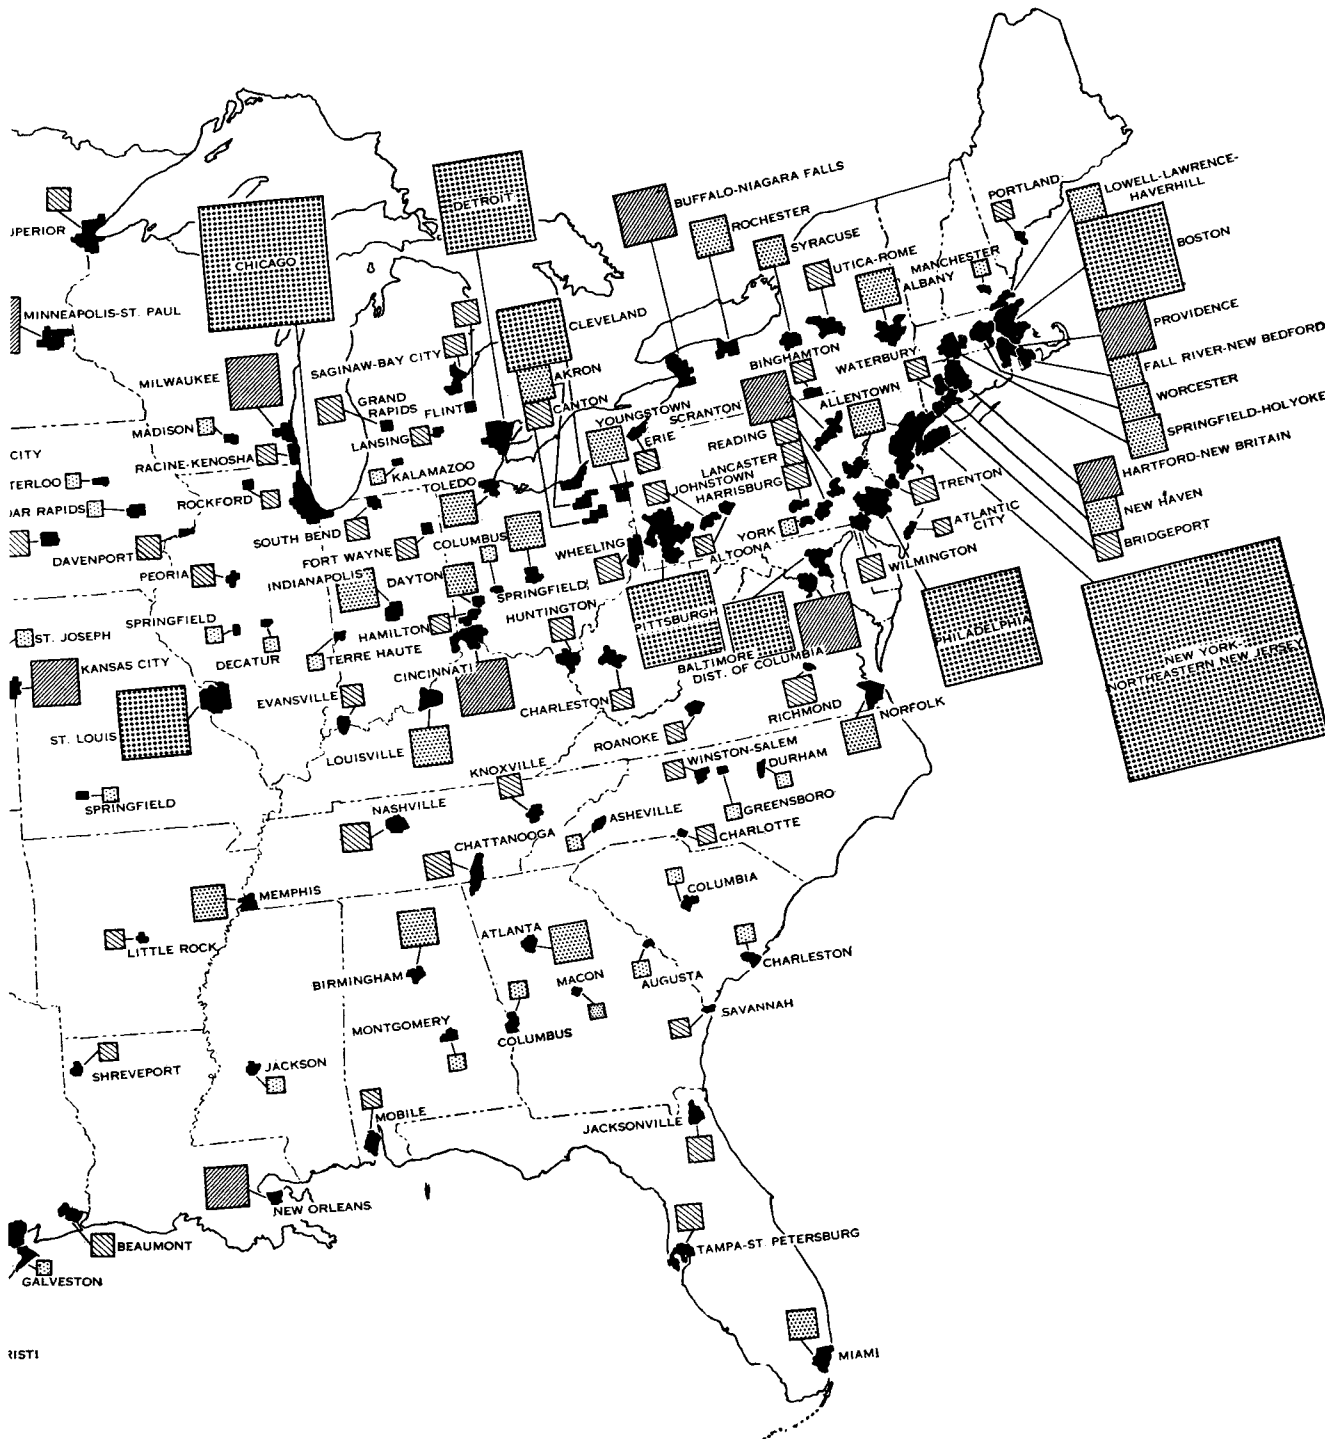 BUFFALO-NIAGARA FALLS
ROCHESTER
SYRACUSE
UTICA-ROME
PORTLAND
LOWELL-LAWRENCE-
HAVERHILL
BOSTON
MANCHESTER
ALBANY
DETROIT
CHICAGO
MINNEAPOLIS-ST. PAUL
CLEVELAND
PROVIDENCE
FALL RIVER-NEW BEDFORD
WORCESTER
SPRINGFIELD-HOLYOKE
HARTFORD-NEW BRITAIN
NEW HAVEN
BRIDGEPORT
SAGINAW-BAY CITY
MILWAUKEE
AKRON
CANTON
BINGHAMTON
WATERBURY
ALLENTOWN
SCRANTON
YOUNGSTOWN
GRAND
RAPIDS
FLINT
LANSING
MADISON
RACINE-KENOSHA
KALAMAZOO
ERIE
READING
LANCASTER
HARRISBURG
JOHNSTOWN
TRENTON
ATLANTIC
CITY
CITY
TERLOO
AR RAPIDS
UPERIOR
ROCKFORD
TOLEDO
SOUTH BEND
FORT WAYNE
COLUMBUS
WHEELING
ALTOONA
YORK
WILMINGTON
DAVENPORT
PEORIA
INDIANAPOLIS
DAYTON
SPRINGFIELD
HUNTINGTON
PITTSBURGH
BALTIMORE
DIST. OF COLUMBIA
PHILADELPHIA
NEW YORK-
NORTHEASTERN NEW JERSEY
ST. JOSEPH
SPRINGFIELD
DECATUR
HAMILTON
TERRE HAUTE
CINCINNATI
KANSAS CITY
ST. LOUIS
EVANSVILLE
LOUISVILLE
CHARLESTON
RICHMOND
NORFOLK
ROANOKE
WINSTON-SALEM
DURHAM
GREENSBORO
CHARLOTTE
SPRINGFIELD
KNOXVILLE
NASHVILLE
CHATTANOOGA
ASHEVILLE
MEMPHIS
COLUMBIA
LITTLE ROCK
BIRMINGHAM
ATLANTA
MACON
AUGUSTA
CHARLESTON
SAVANNAH
MONTGOMERY
COLUMBUS
SHREVEPORT
JACKSON
MOBILE
JACKSONVILLE
NEW ORLEANS
BEAUMONT
GALVESTON
TAMPA-ST. PETERSBURG
MIAMI
RISTI